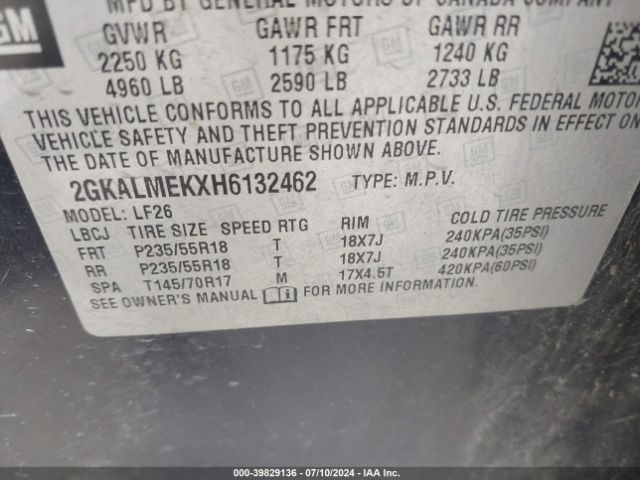 GM
MFD BY GENERAL MOTORS OF CANADA COMPANY
GVWR GAWR FRT GAWR RR
2250 KG 1175 KG 1240 KG
4960 LB 2590 LB 2733 LB
THIS VEHICLE CONFORMS TO ALL APPLICABLE U.S. FEDERAL MOTOR
VEHICLE SAFETY AND THEFT PREVENTION STANDARDS IN EFFECT ON
THE DATE OF MANUFACTURE SHOWN ABOVE.
2GKALMEKXH6132462 TYPE: M.P.V.
MODEL: LF26
LBCJ TIRE SIZE SPEED RTG RIM COLD TIRE PRESSURE
FRT P235/55R18 T 18X7J 240KPA(35PSI)
RR P235/55R18 T 18X7J 240KPA(35PSI)
SPA T145/70R17 M 17X4.5T 420KPA(60PSI)
SEE OWNER'S MANUAL FOR MORE INFORMATION.
000-39829136 - 07/10/2024 - IAA Inc.